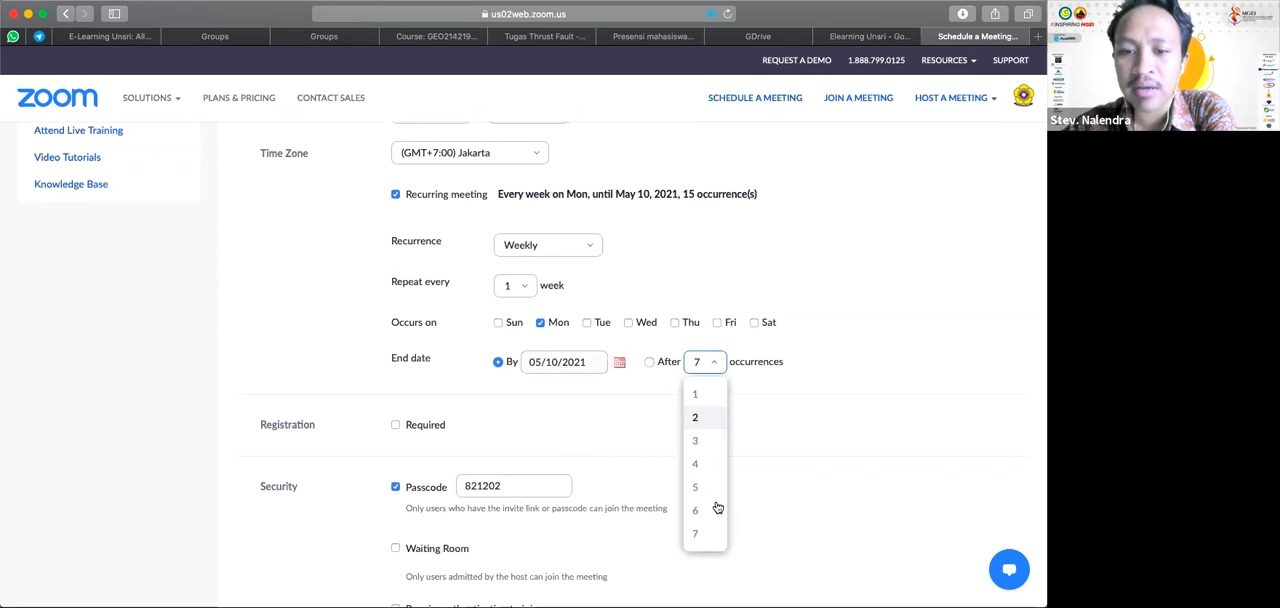 us02web.zoom.us
E-Learning Unsri: All...
Groups
Groups
Course: GEO214219...
Tugas Thrust Fault -...
Presensi mahasiswa...
GDrive
Elearning Unsri - Go...
Schedule a Meeting...
REQUEST A DEMO
1.888.799.0125
RESOURCES
SUPPORT
zoom
SOLUTIONS
PLANS & PRICING
CONTACT SALES
SCHEDULE A MEETING
JOIN A MEETING
HOST A MEETING
INSPIRING MGEI
MGEI
Stev. Nalendra
Attend Live Training
Video Tutorials
Knowledge Base
Time Zone
(GMT+7:00) Jakarta
Recurring meeting
Every week on Mon, until May 10, 2021, 15 occurrence(s)
Recurrence
Weekly
Repeat every
1
week
Occurs on
Sun
Mon
Tue
Wed
Thu
Fri
Sat
End date
By
05/10/2021
After
7
occurrences
1
2
3
4
5
6
7
Registration
Required
Security
Passcode
821202
Only users who have the invite link or passcode can join the meeting
Waiting Room
Only users admitted by the host can join the meeting